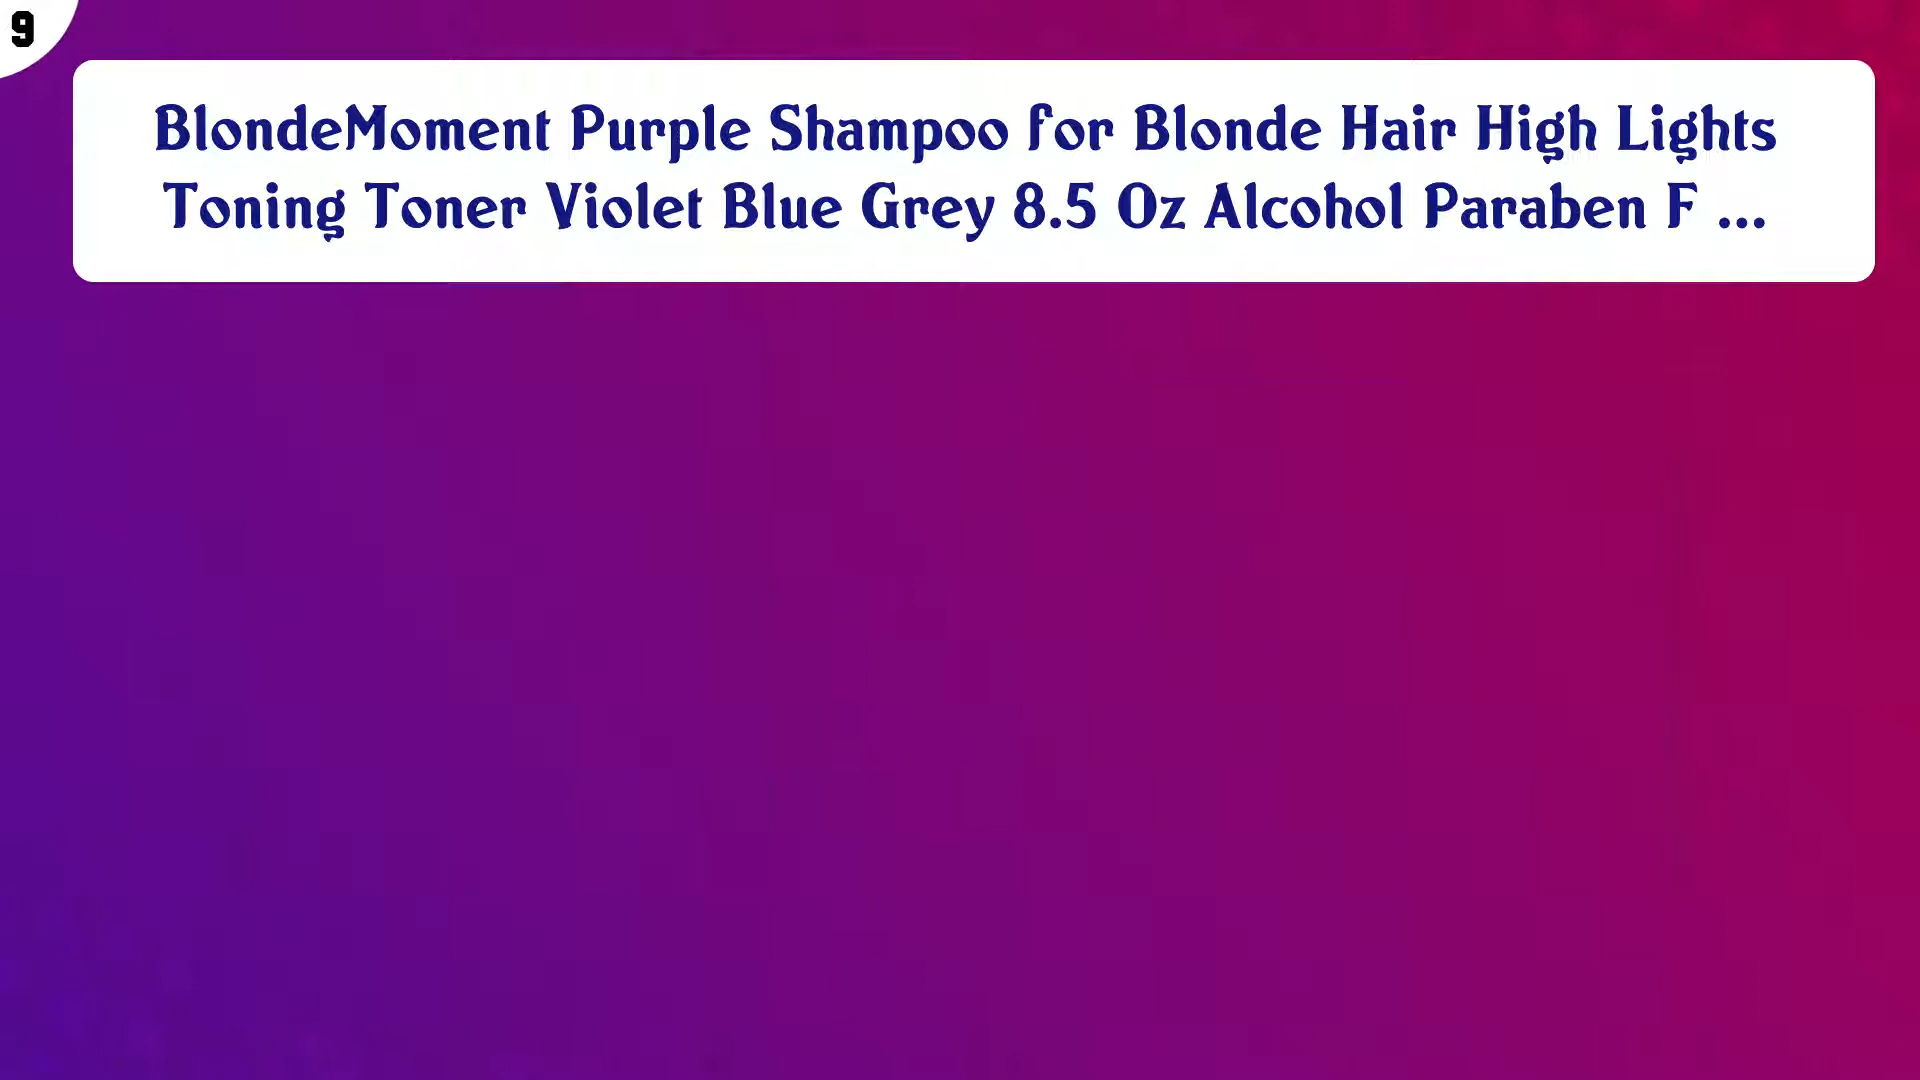 9
BlondeMoment Purple Shampoo for Blonde Hair High Lights
Toning Toner Violet Blue Grey 8.5 Oz Alcohol Paraben F ...